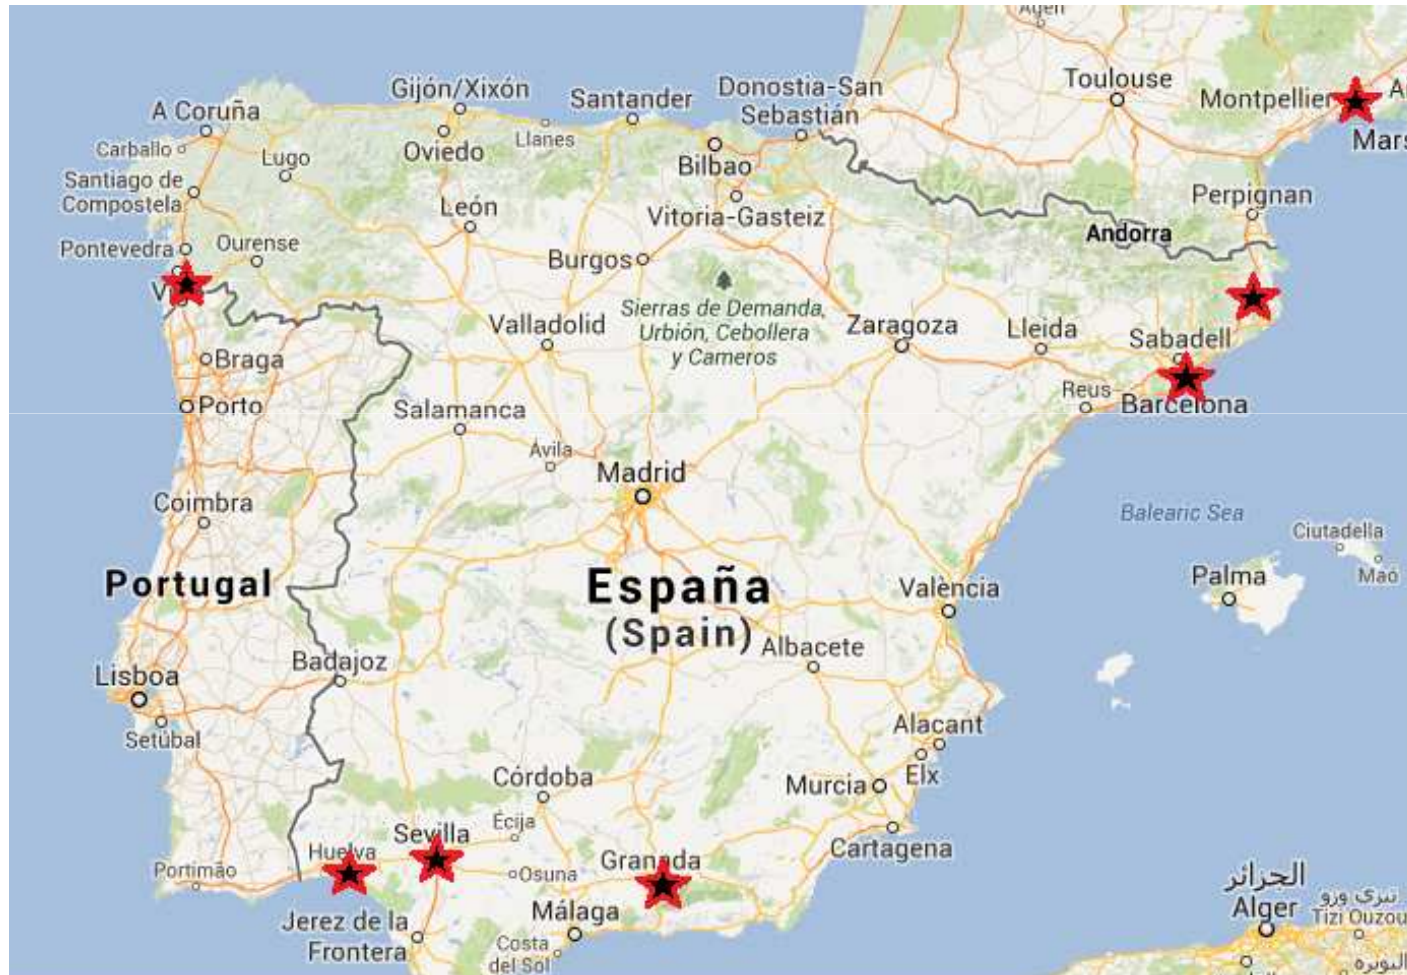 Agen
Toulouse
Montpellier
Gijón/Xixón
Donostia-San
Sebastián
Santander
A Coruña
Llanes
Carballo
Lugo
Oviedo
Bilbao
Santiago de
Compostela
León
Vitoria-Gasteiz
Perpignan
Pontevedra
Ourense
Andorra
Burgos
Sierras de Demanda,
Urbión, Cebollera
y Cameros
Valladolid
Zaragoza
Lleida
Sabadell
Braga
Reus
Porto
Salamanca
Barcelona
Ávila
Madrid
Coimbra
Balearic Sea
Ciutadella
Portugal
España
(Spain)
València
Palma
Maó
Albacete
Badajoz
Lisboa
Setúbal
Alacant
Elx
Córdoba
Murcia
Écija
Sevilla
Cartagena
Huelva
Granada
Portimão
Osuna
الجزائر
Alger
تيزي وزو
Tizi Ouzou
Jerez de la
Frontera
Málaga
Costa
del Sol
البويرة